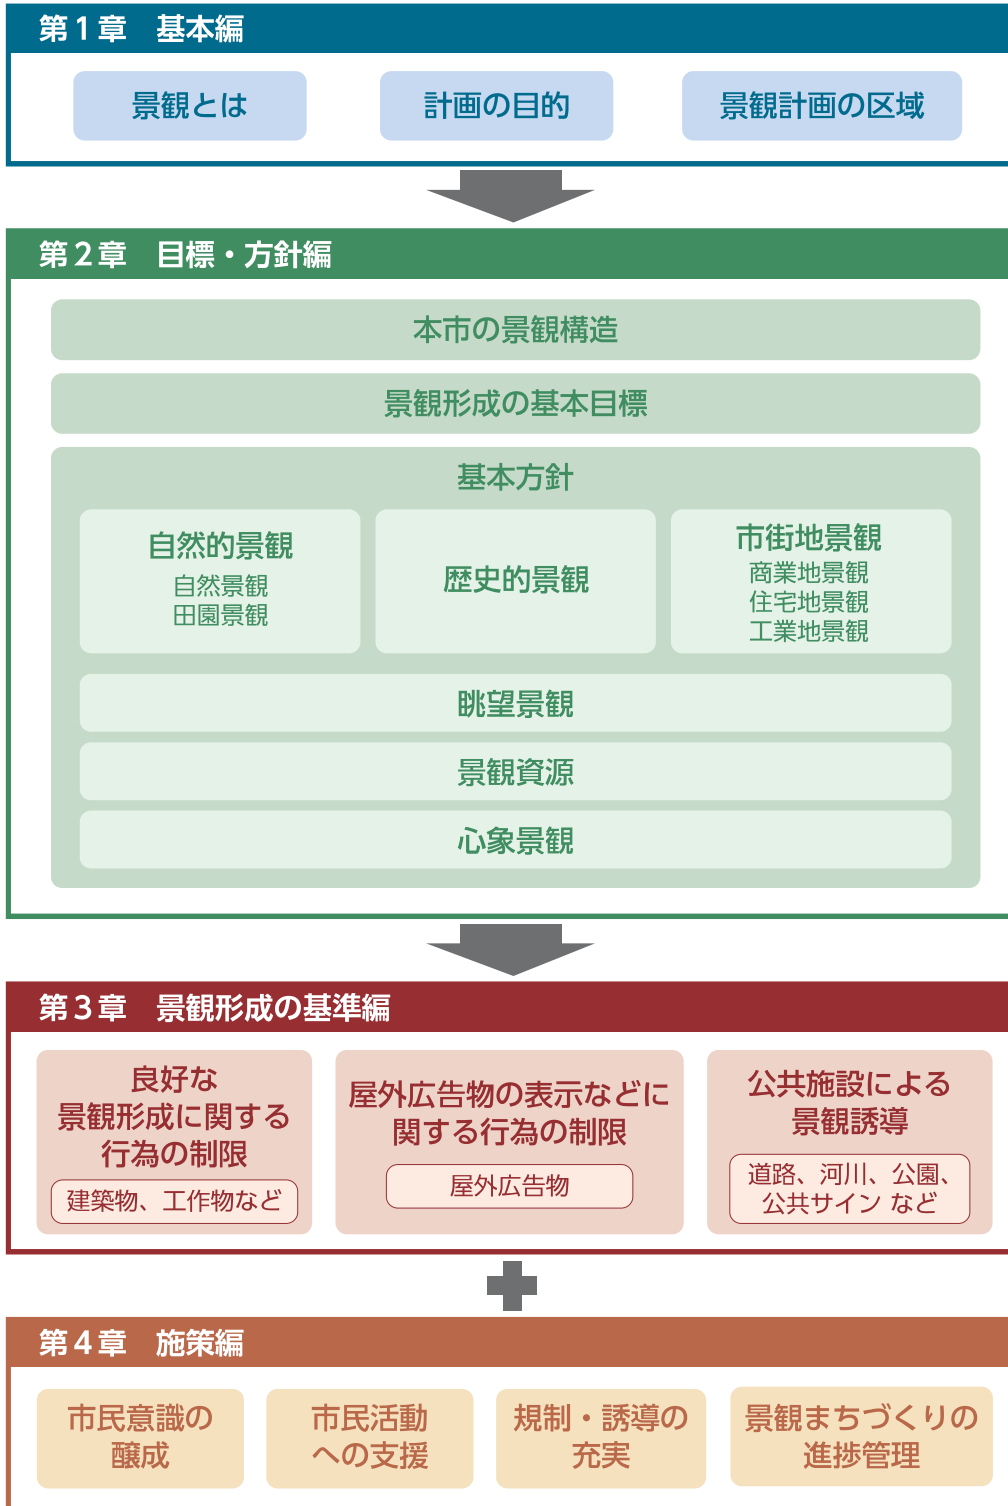 第1章　基本編
景観とは
計画の目的
景観計画の区域
第2章　目標・方針編
本市の景観構造
景観形成の基本目標
基本方針
自然的景観
自然景観
田園景観
歴史的景観
市街地景観
商業地景観
住宅地景観
工業地景観
眺望景観
景観資源
心象景観
第3章　景観形成の基準編
良好な
景観形成に関する
行為の制限
建築物、工作物など
屋外広告物の表示などに
関する行為の制限
屋外広告物
公共施設による
景観誘導
道路、河川、公園、
公共サイン など
第4章　施策編
市民意識の
醸成
市民活動
への支援
規制・誘導の
充実
景観まちづくりの
進捗管理